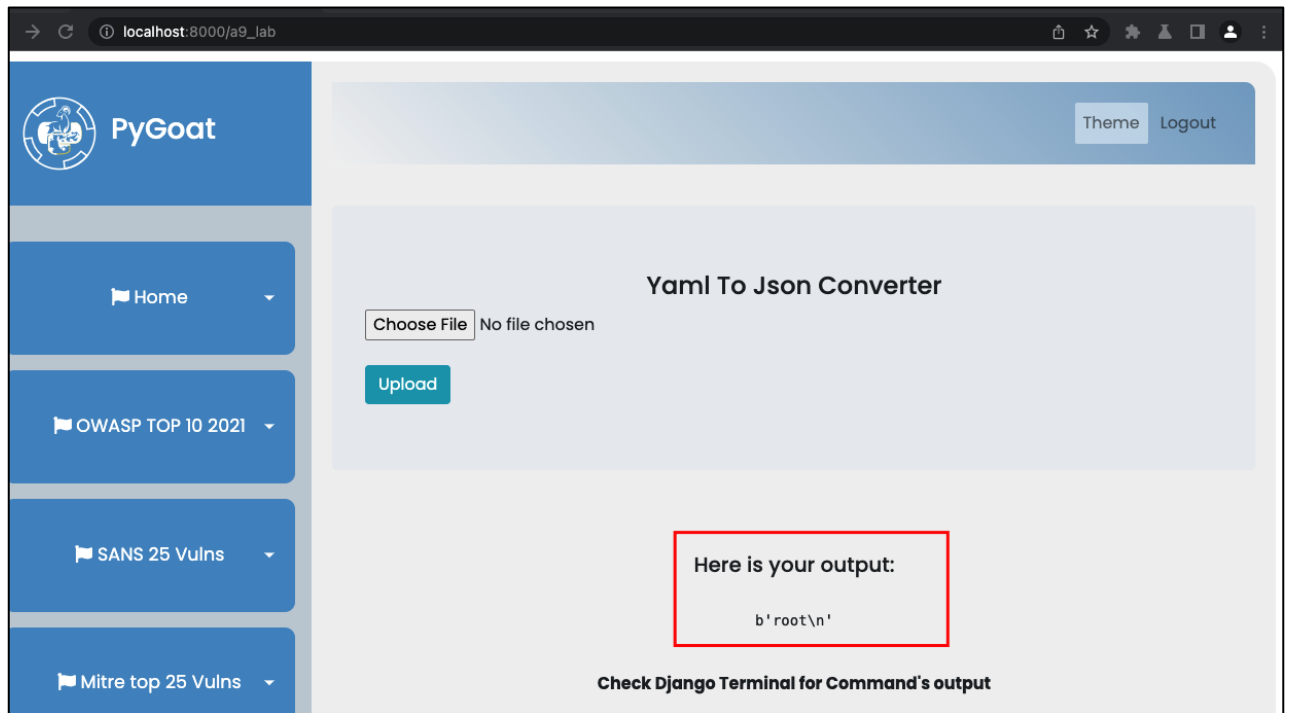 localhost:8000/a9_lab
PyGoat
Theme Logout
Home
OWASP TOP 10 2021
SANS 25 Vulns
Mitre top 25 Vulns
Yaml To Json Converter
Choose File No file chosen
Upload
Here is your output:
b'root\n'
Check Django Terminal for Command's output